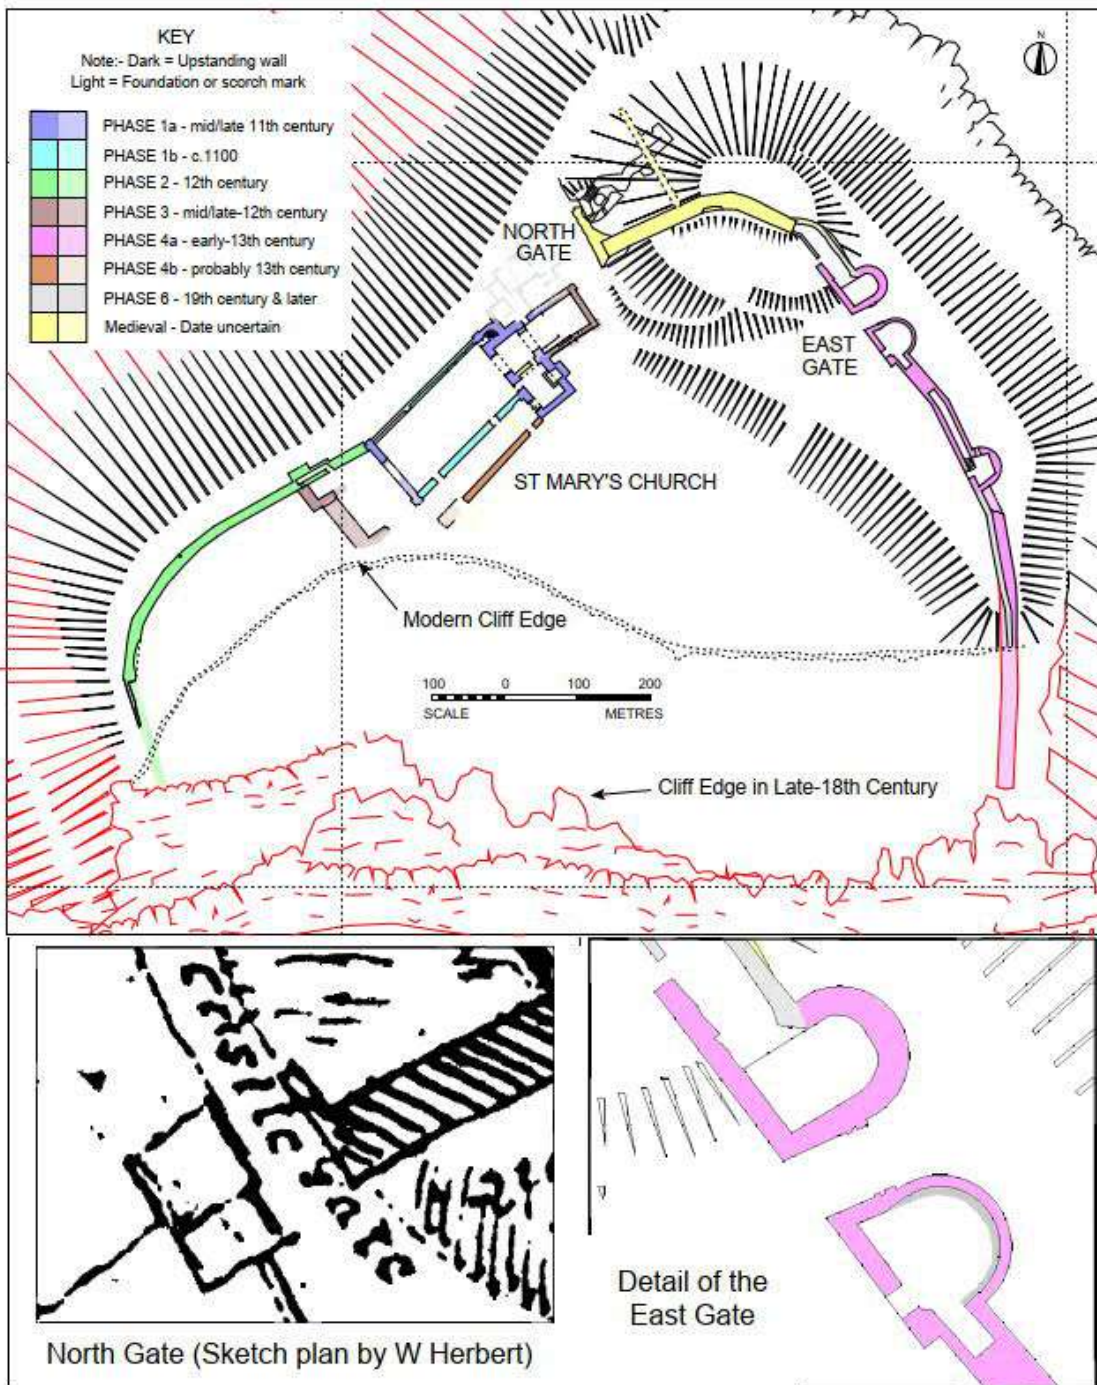 KEY
Note:- Dark = Upstanding wall
Light = Foundation or scorch mark
PHASE 1a - mid/late 11th century
PHASE 1b - c.1100
PHASE 2 - 12th century
PHASE 3 - mid/late-12th century
PHASE 4a - early-13th century
PHASE 4b - probably 13th century
PHASE 6 - 19th century & later
Medieval - Date uncertain
N
NORTH
GATE
EAST
GATE
ST MARY'S CHURCH
Modern Cliff Edge
100 0 100 200
SCALE METRES
Cliff Edge in Late-18th Century
Detail of the
East Gate
North Gate (Sketch plan by W Herbert)